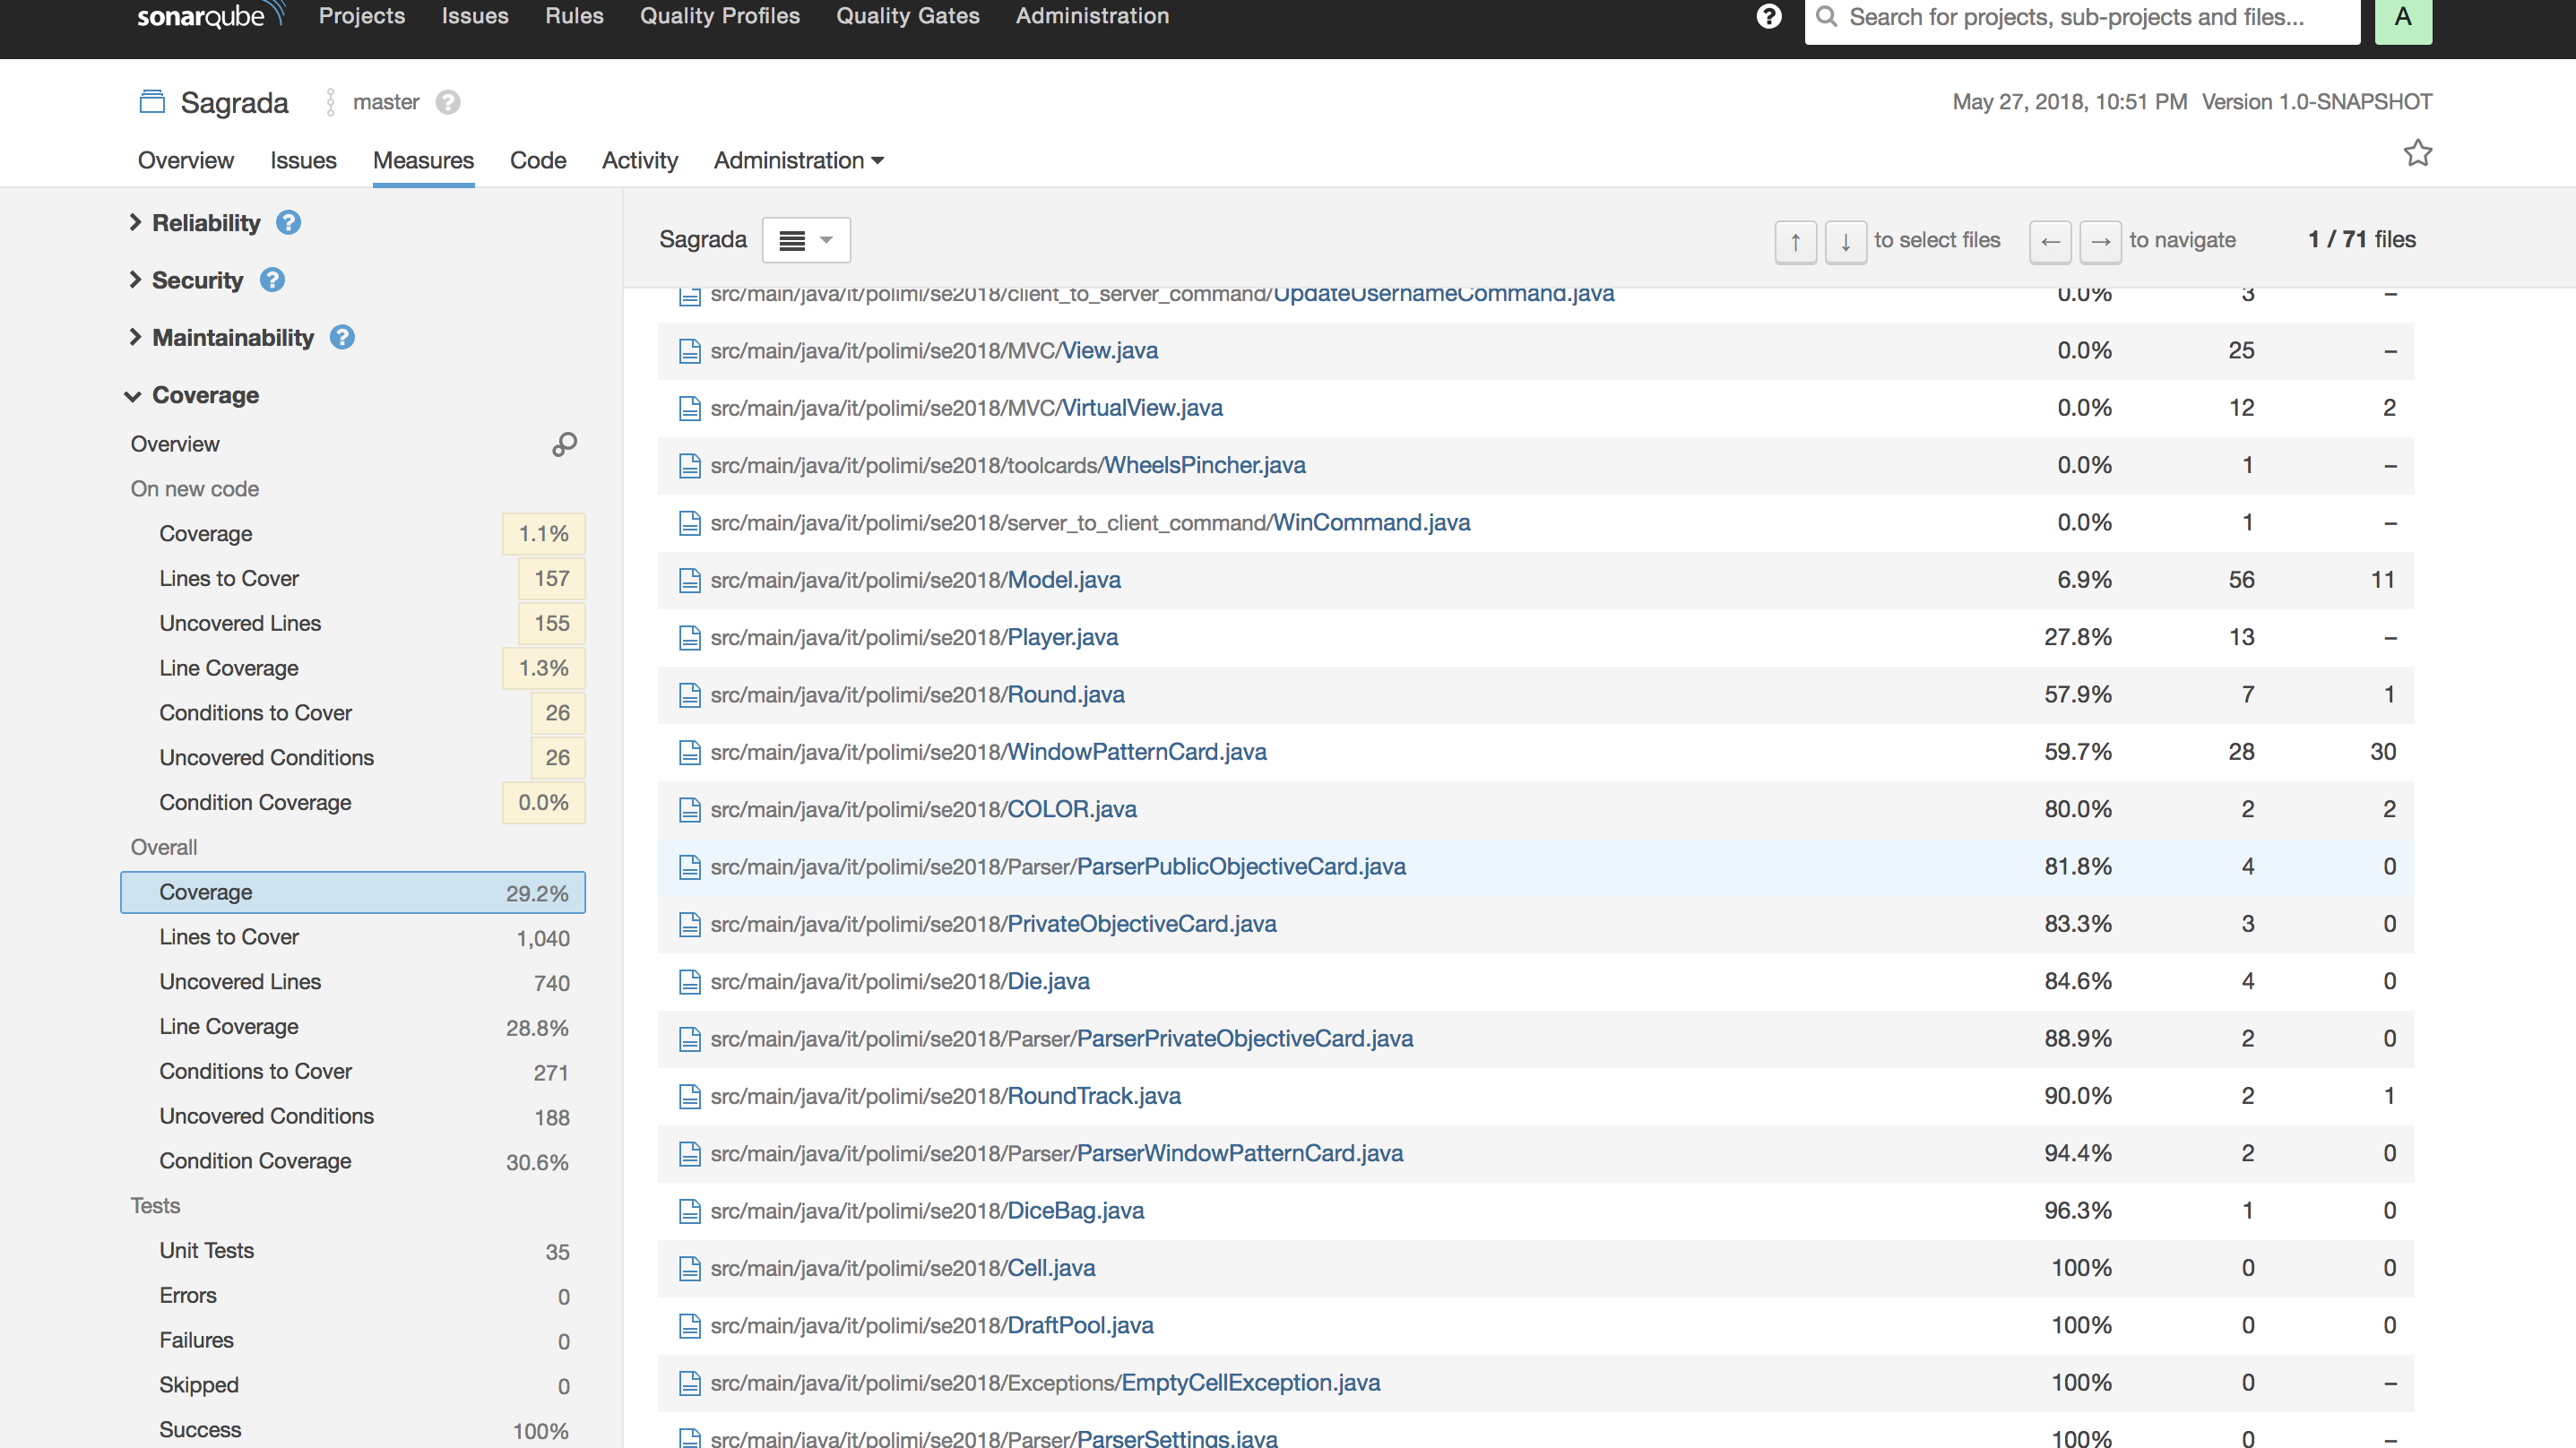 sonarqube Projects Issues Rules Quality Profiles Quality Gates Administration ? Search for projects, sub-projects and files... A
Sagrada master ? May 27, 2018, 10:51 PM Version 1.0-SNAPSHOT
Overview Issues Measures Code Activity Administration
Reliability ?
Security ?
Maintainability ?
Coverage
Overview
On new code
Coverage 1.1%
Lines to Cover 157
Uncovered Lines 155
Line Coverage 1.3%
Conditions to Cover 26
Uncovered Conditions 26
Condition Coverage 0.0%
Overall
Coverage 29.2%
Lines to Cover 1,040
Uncovered Lines 740
Line Coverage 28.8%
Conditions to Cover 271
Uncovered Conditions 188
Condition Coverage 30.6%
Tests
Unit Tests 35
Errors 0
Failures 0
Skipped 0
Success 100%
Sagrada ↑ ↓ to select files ← → to navigate 1 / 71 files
src/main/java/it/polimi/se2018/client_to_server_command/UpdateUsernameCommand.java 0.0% 3 –
src/main/java/it/polimi/se2018/MVC/View.java 0.0% 25 –
src/main/java/it/polimi/se2018/MVC/VirtualView.java 0.0% 12 2
src/main/java/it/polimi/se2018/toolcards/WheelsPincher.java 0.0% 1 –
src/main/java/it/polimi/se2018/server_to_client_command/WinCommand.java 0.0% 1 –
src/main/java/it/polimi/se2018/Model.java 6.9% 56 11
src/main/java/it/polimi/se2018/Player.java 27.8% 13 –
src/main/java/it/polimi/se2018/Round.java 57.9% 7 1
src/main/java/it/polimi/se2018/WindowPatternCard.java 59.7% 28 30
src/main/java/it/polimi/se2018/COLOR.java 80.0% 2 2
src/main/java/it/polimi/se2018/Parser/ParserPublicObjectiveCard.java 81.8% 4 0
src/main/java/it/polimi/se2018/PrivateObjectiveCard.java 83.3% 3 0
src/main/java/it/polimi/se2018/Die.java 84.6% 4 0
src/main/java/it/polimi/se2018/Parser/ParserPrivateObjectiveCard.java 88.9% 2 0
src/main/java/it/polimi/se2018/RoundTrack.java 90.0% 2 1
src/main/java/it/polimi/se2018/Parser/ParserWindowPatternCard.java 94.4% 2 0
src/main/java/it/polimi/se2018/DiceBag.java 96.3% 1 0
src/main/java/it/polimi/se2018/Cell.java 100% 0 0
src/main/java/it/polimi/se2018/DraftPool.java 100% 0 0
src/main/java/it/polimi/se2018/Exceptions/EmptyCellException.java 100% 0 –
src/main/java/it/polimi/se2018/Parser/ParserSettings.java 100% 0 –